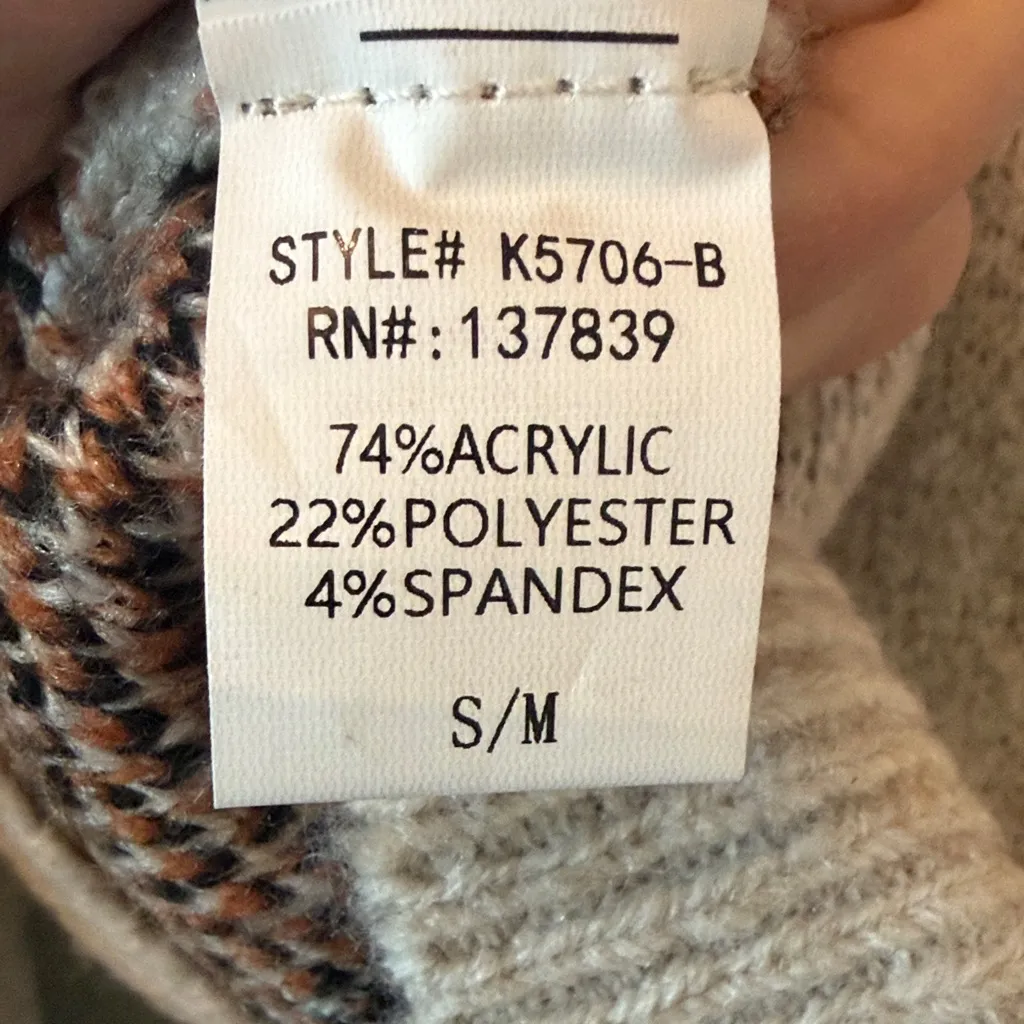 STYLE# K5706-B
RN#:137839
74%ACRYLIC
22%POLYESTER
4%SPANDEX
S/M